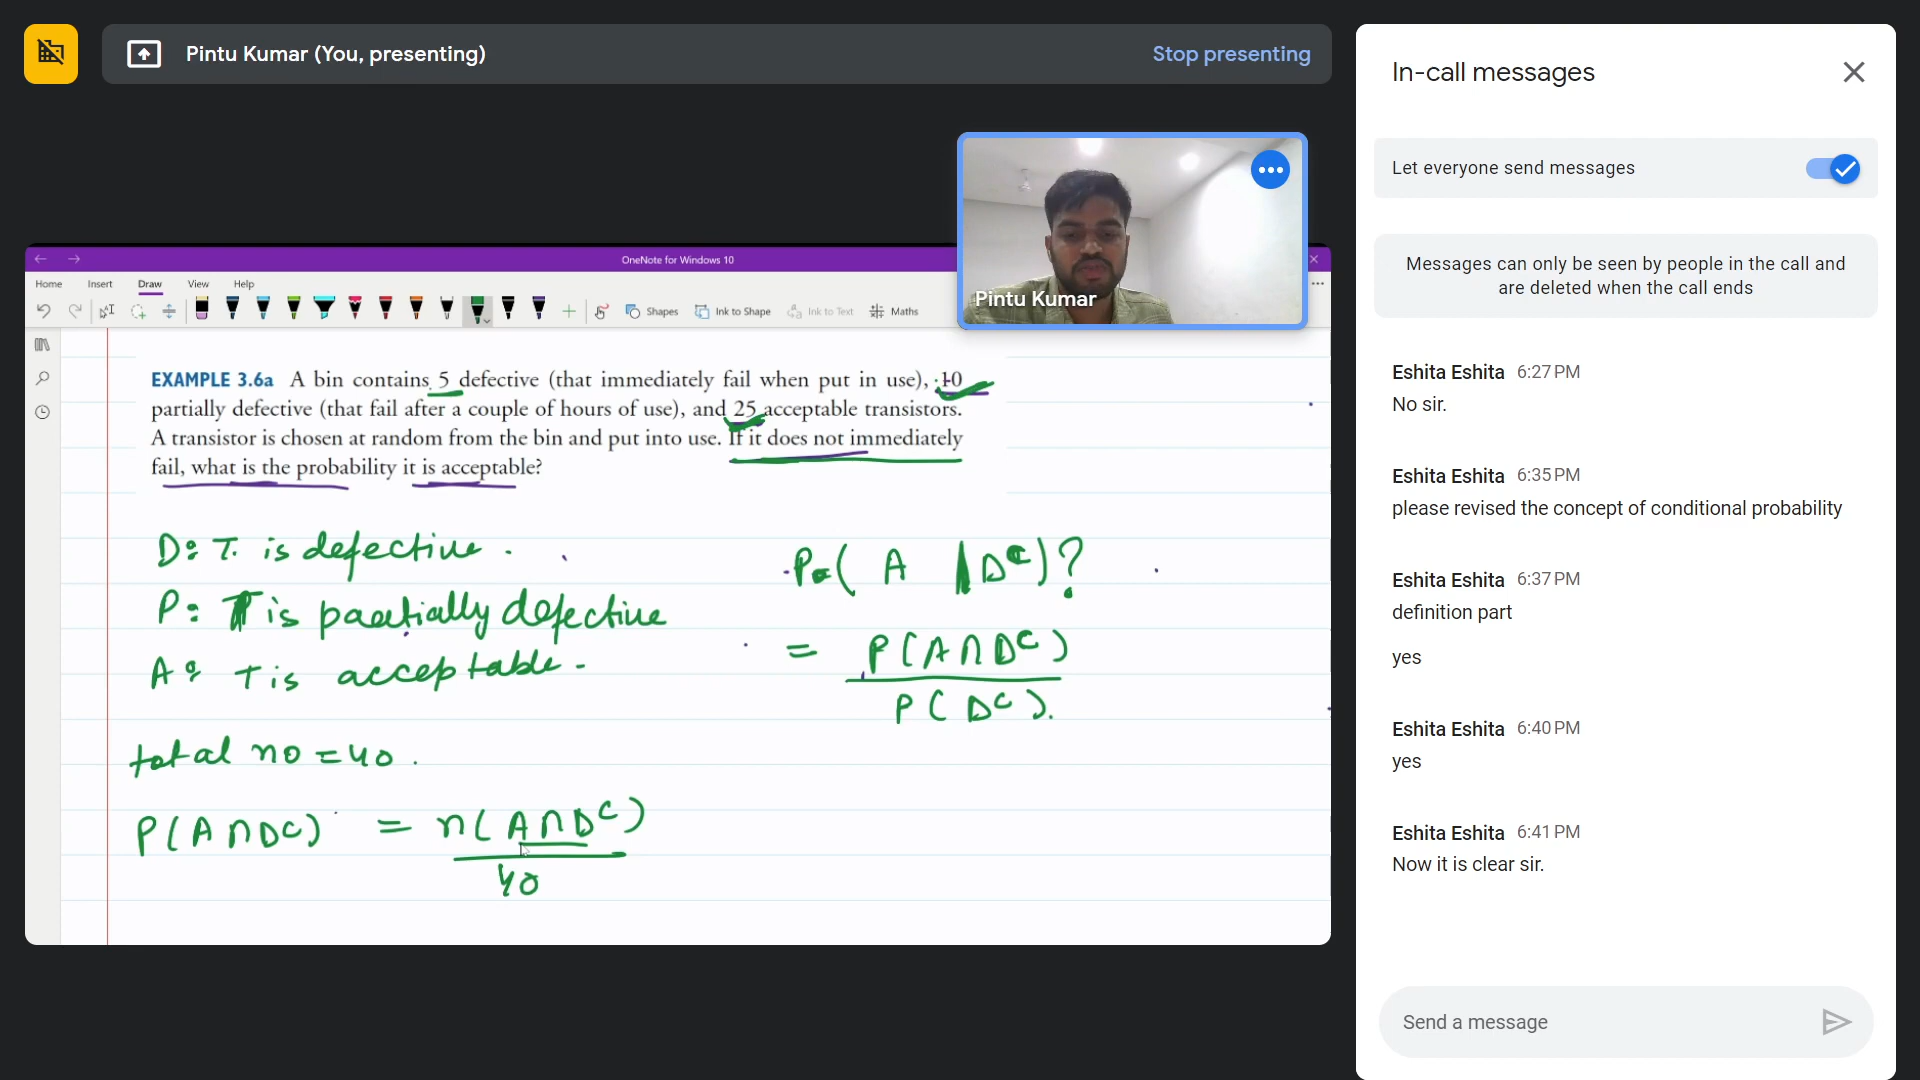 Pintu Kumar (You, presenting)
Stop presenting
In-call messages
Let everyone send messages
Messages can only be seen by people in the call and
are deleted when the call ends
Eshita Eshita 6:27 PM
No sir.
Eshita Eshita 6:35 PM
please revised the concept of conditional probability
Eshita Eshita 6:37 PM
definition part
yes
Eshita Eshita 6:40 PM
yes
Eshita Eshita 6:41 PM
Now it is clear sir.
Send a message
Pintu Kumar
OneNote for Windows 10
Home Insert Draw View Help
Shapes Ink to Shape Ink to Text Maths
EXAMPLE 3.6a A bin contains 5 defective (that immediately fail when put in use), 10
partially defective (that fail after a couple of hours of use), and 25 acceptable transistors.
A transistor is chosen at random from the bin and put into use. If it does not immediately
fail, what is the probability it is acceptable?
D: T. is defective.
P: T is partially defective
A: T is acceptable.
P( A | Dᶜ)?
= P(A∩Dᶜ)
P(Dᶜ).
total no = 40.
P(A∩Dᶜ) = n(A∩Dᶜ)
40